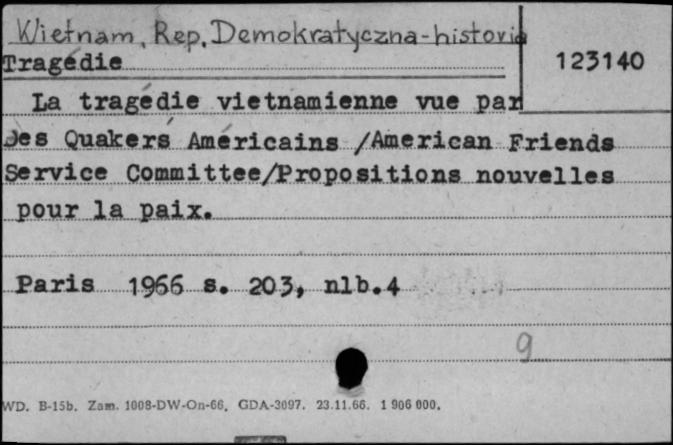 Wietnam, Rep. Demokratyczna-historia
Tragédie
123140
La tragédie vietnamienne vue par
des Quakers Américains /American Friends
Service Committee/Propositions nouvelles
pour la paix.
Paris 1966 s. 203, nlb.4
9
WD. B-15b. Zam. 1008-DW-On-66. GDA-3097. 23.11.66. 1 906 000.